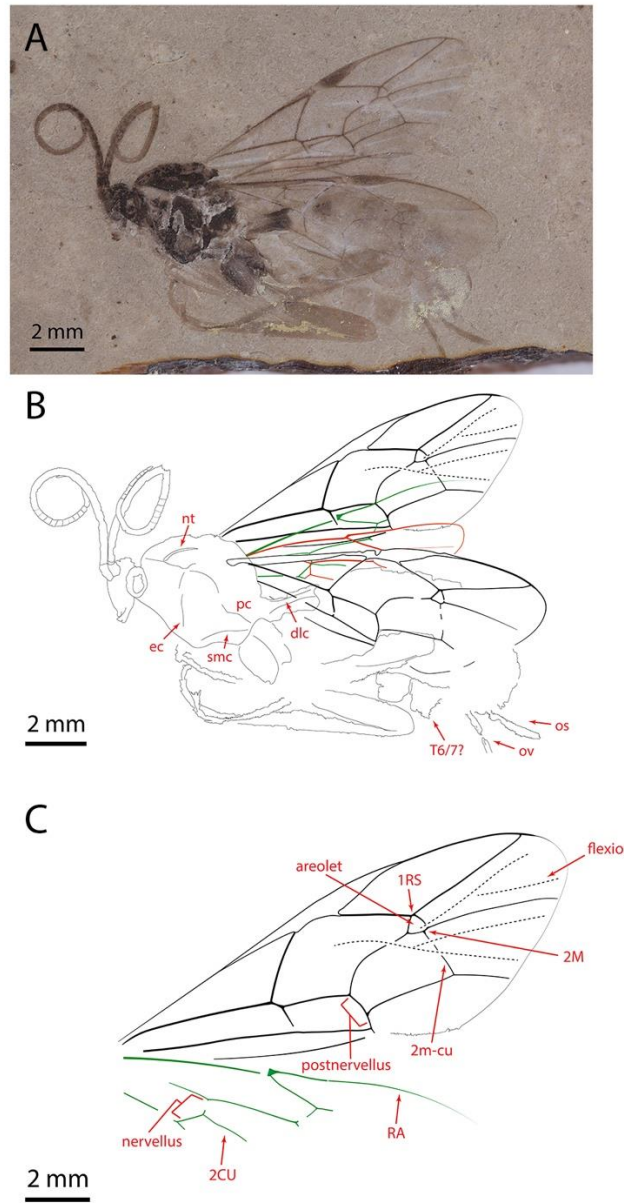 A
2 mm
B
nt
pc
ec
smc
dlc
T6/7?
os
ov
2 mm
C
areolet
1RS
flexion
2M
2m-cu
postnervellus
nervellus
2CU
RA
2 mm